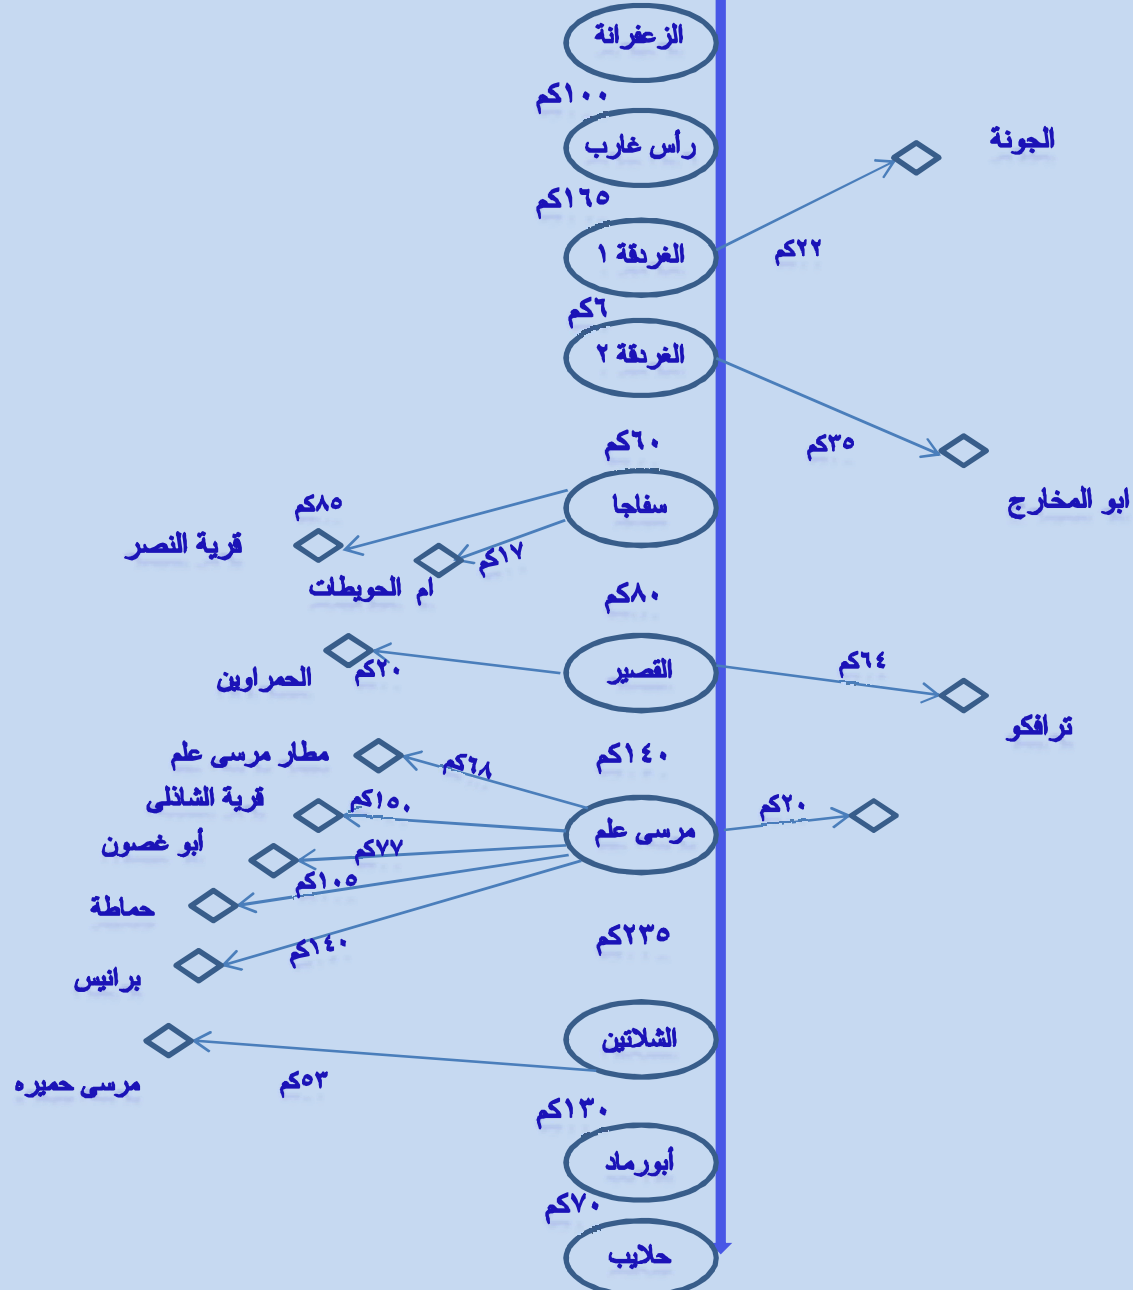 الزعفرانة
١٠٠كم
رأس غارب
الجونة
١٦٥كم
الغردقة ١
٢٢كم
٦كم
الغردقة ٢
٦٠كم
٣٥كم
ابو المخارج
سفاجا
٨٥كم
قرية النصر
١٧كم
ام الحويطات
٨٠كم
القصير
٦٤كم
٢٠كم
الحمراوين
ترافكو
١٤٠كم
مطار مرسى علم
٦٨كم
قرية الشاذلى
١٥٠كم
مرسى علم
٢٠كم
أبو غصون
٧٧كم
١٠٥كم
حماطة
٢٣٥كم
١٤٠كم
برانيس
الشلاتين
٥٣كم
مرسى حميره
١٣٠كم
أبورماد
٧٠كم
حلايب